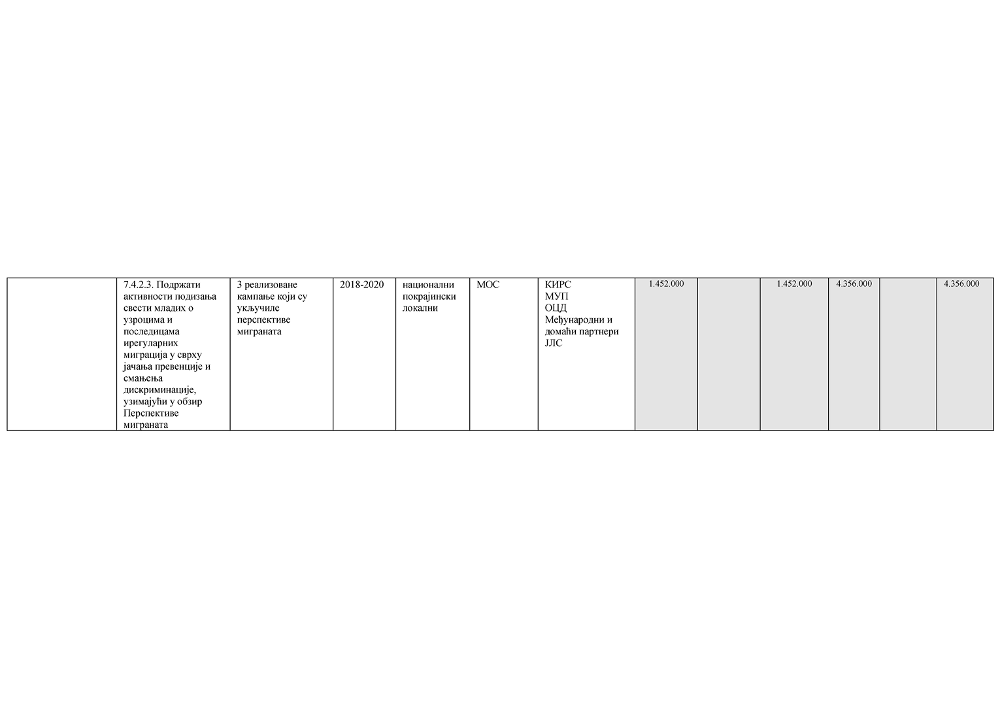 7.4.2.3. Подржати
активности подизања
свести младих о
узроцима и
последицама
ирегуларних
миграција у сврху
јачања превенције и
смањења
дискриминације,
узимајући у обзир
Перспективе
миграната
3 реализоване
кампање који су
укључиле
перспективе
миграната
2018-2020
национални
покрајински
локални
МОС
КИРС
МУП
ОЦД
Међународни и
домаћи партнери
ЈЛС
1.452.000
1.452.000
4.356.000
4.356.000